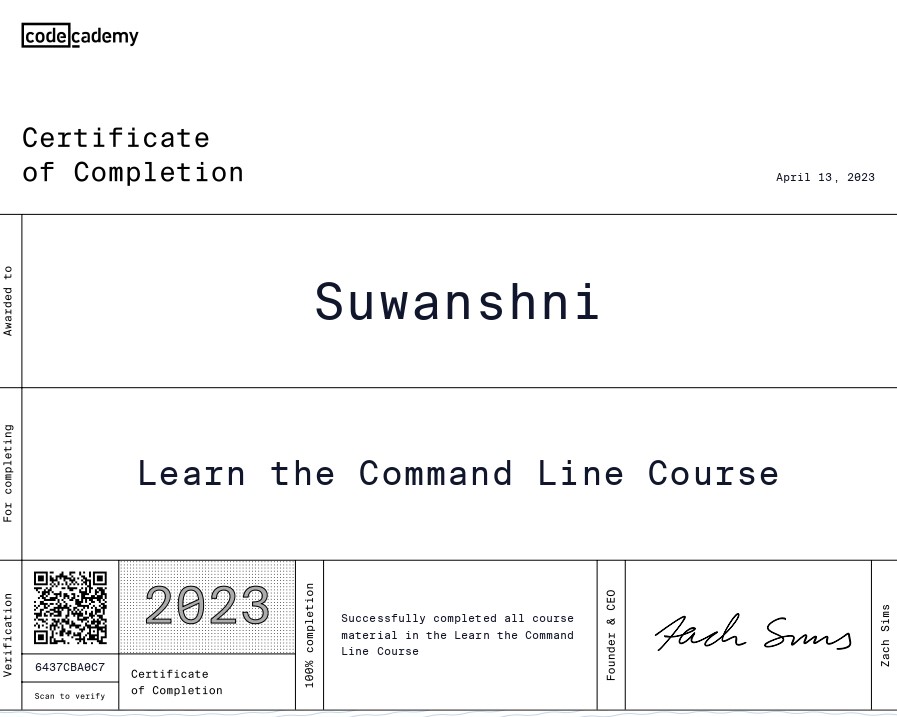 codecademy
Certificate
of Completion
April 13, 2023
Awarded to
Suwanshni
For completing
Learn the Command Line Course
Verification
6437CBA0C7
Scan to verify
2023
Certificate
of Completion
100% completion
Successfully completed all course
material in the Learn the Command
Line Course
Founder & CEO
Zach Sims
Zach Sims